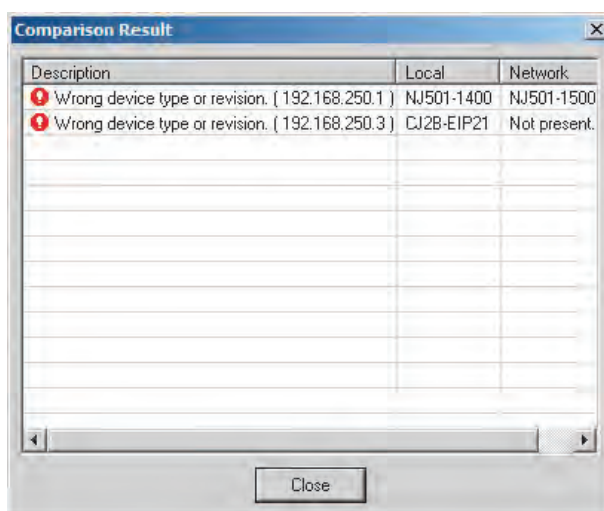 Comparison Result
Description Local Network
Wrong device type or revision. ( 192.168.250.1 ) NJ501-1400 NJ501-1500
Wrong device type or revision. ( 192.168.250.3 ) CJ2B-EIP21 Not present.
Close